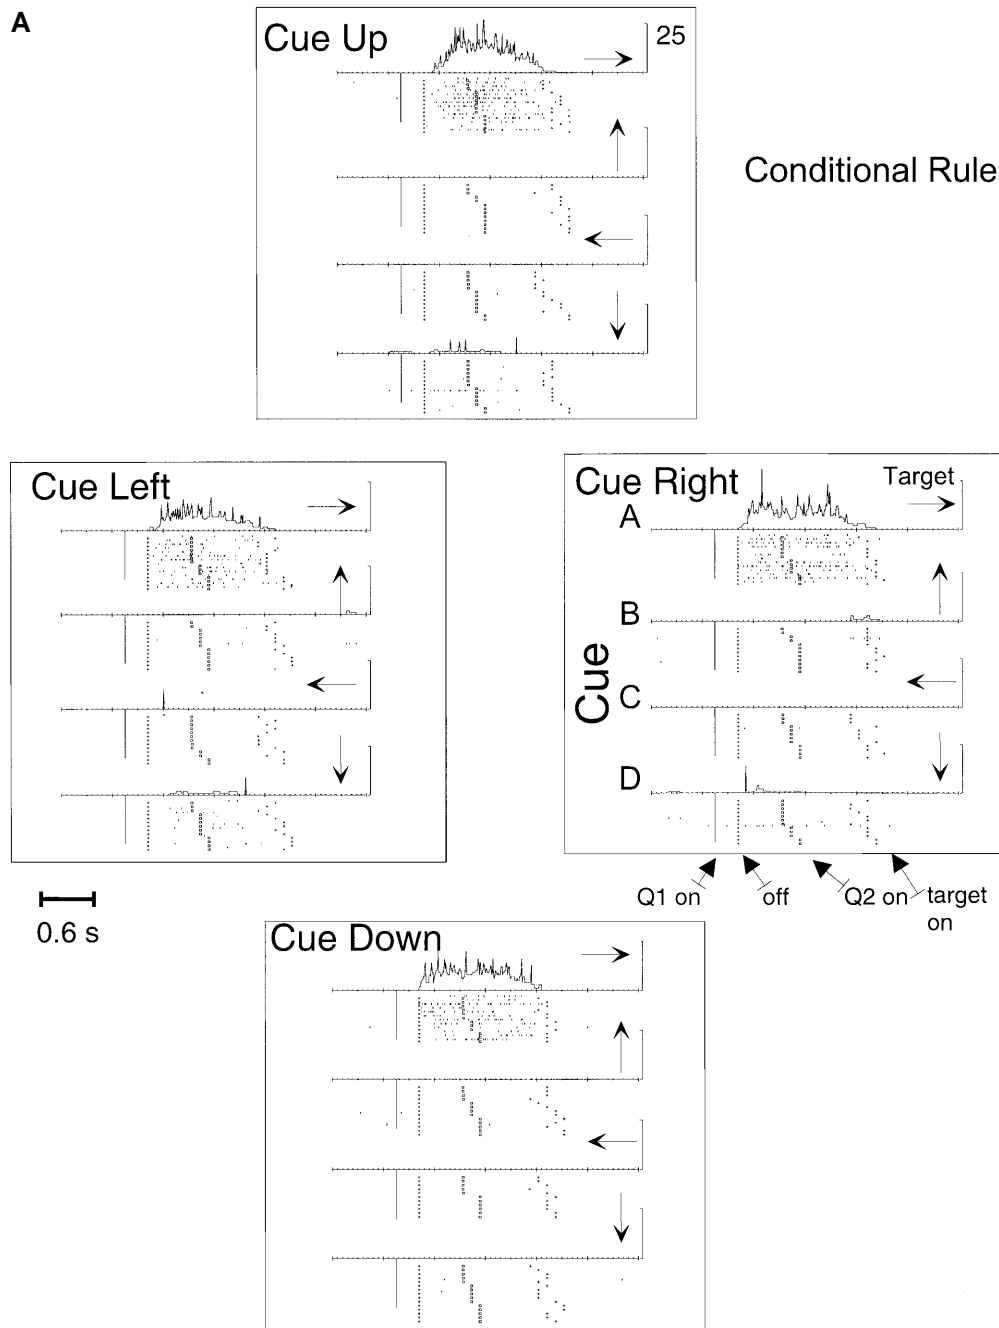 A
Cue Up
25
Conditional Rule
Cue Left
Cue Right
Target
A
B
Cue
C
D
Q1 on
off
Q2 on
target
on
0.6 s
Cue Down